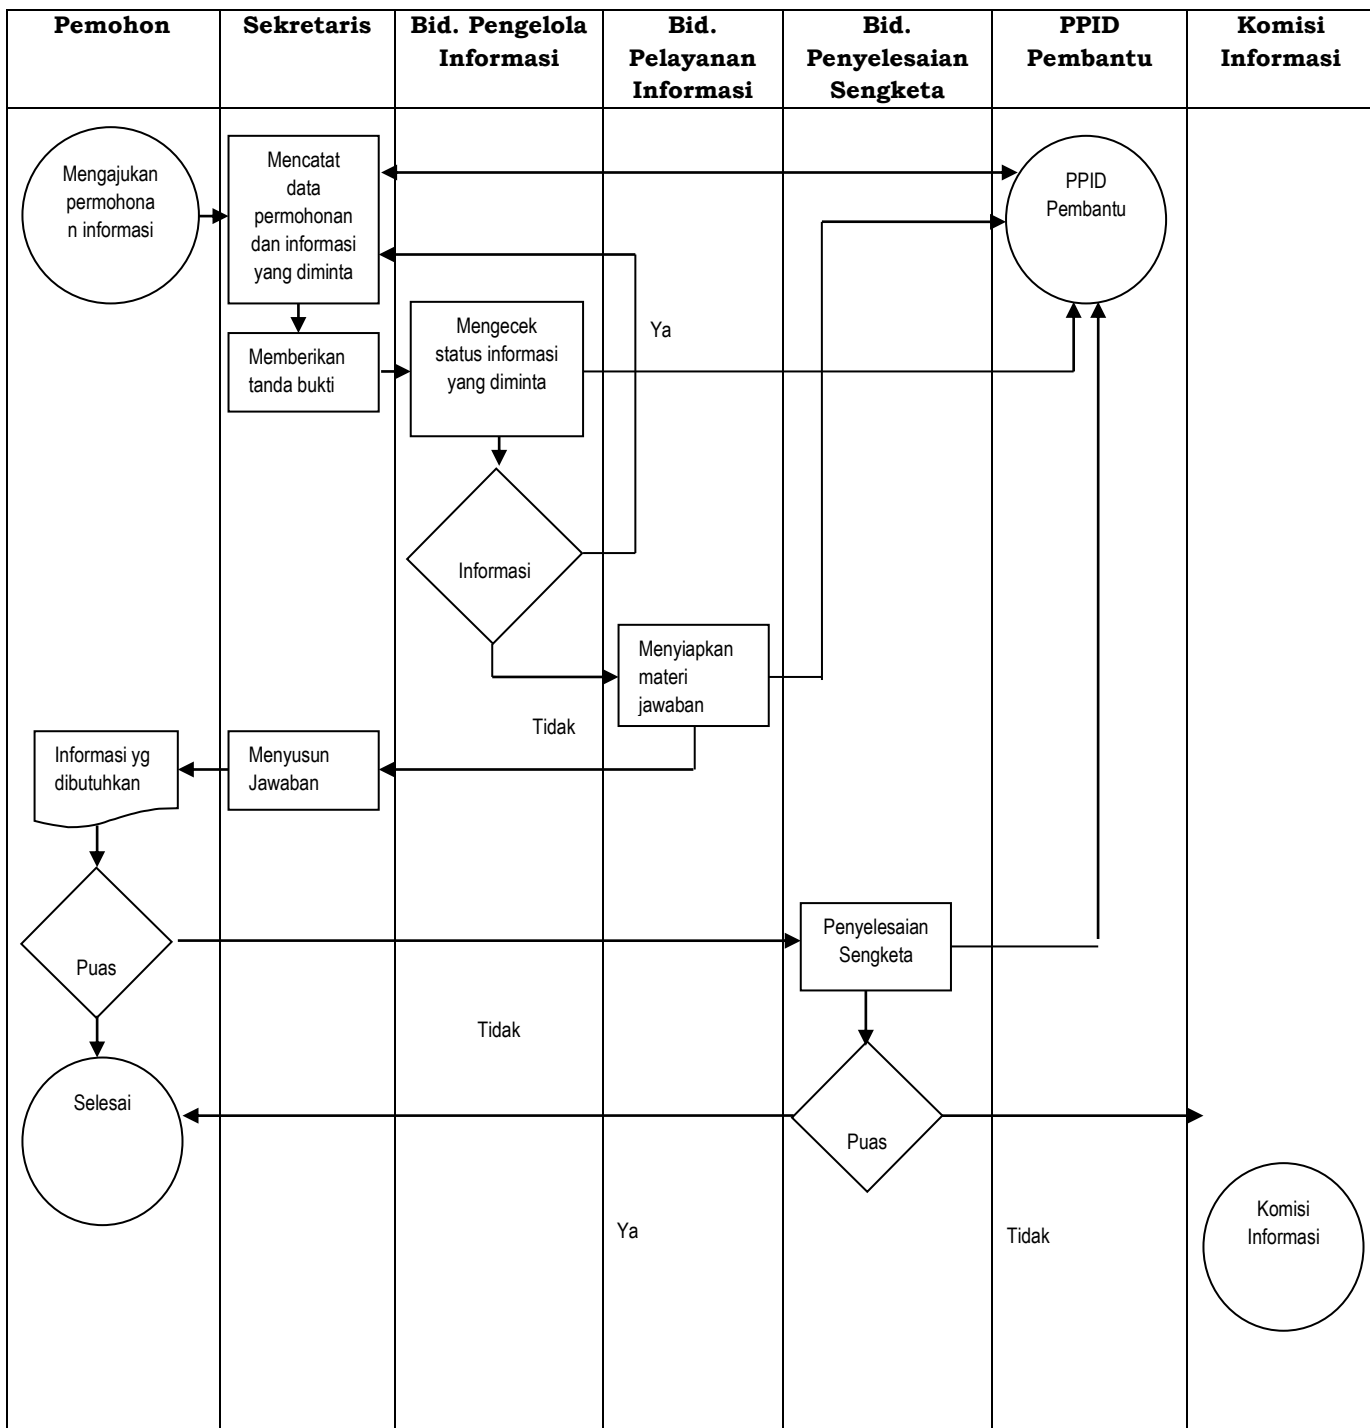 Pemohon
Sekretaris
Bid. Pengelola
Informasi
Bid.
Pelayanan
Informasi
Bid.
Penyelesaian
Sengketa
PPID
Pembantu
Komisi
Informasi
Mengajukan
permohona
n informasi
Mencatat
data
permohonan
dan informasi
yang diminta
PPID
Pembantu
Memberikan
tanda bukti
Mengecek
status informasi
yang diminta
Ya
Informasi
Menyiapkan
materi
jawaban
Tidak
Informasi yg
dibutuhkan
Menyusun
Jawaban
Puas
Penyelesaian
Sengketa
Tidak
Selesai
Puas
Ya
Tidak
Komisi
Informasi